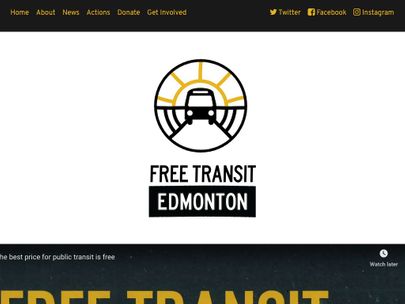 Home About News Actions Donate Get Involved Twitter Facebook Instagram
FREE TRANSIT
EDMONTON
he best price for public transit is free
Watch later
FREE TRANSIT